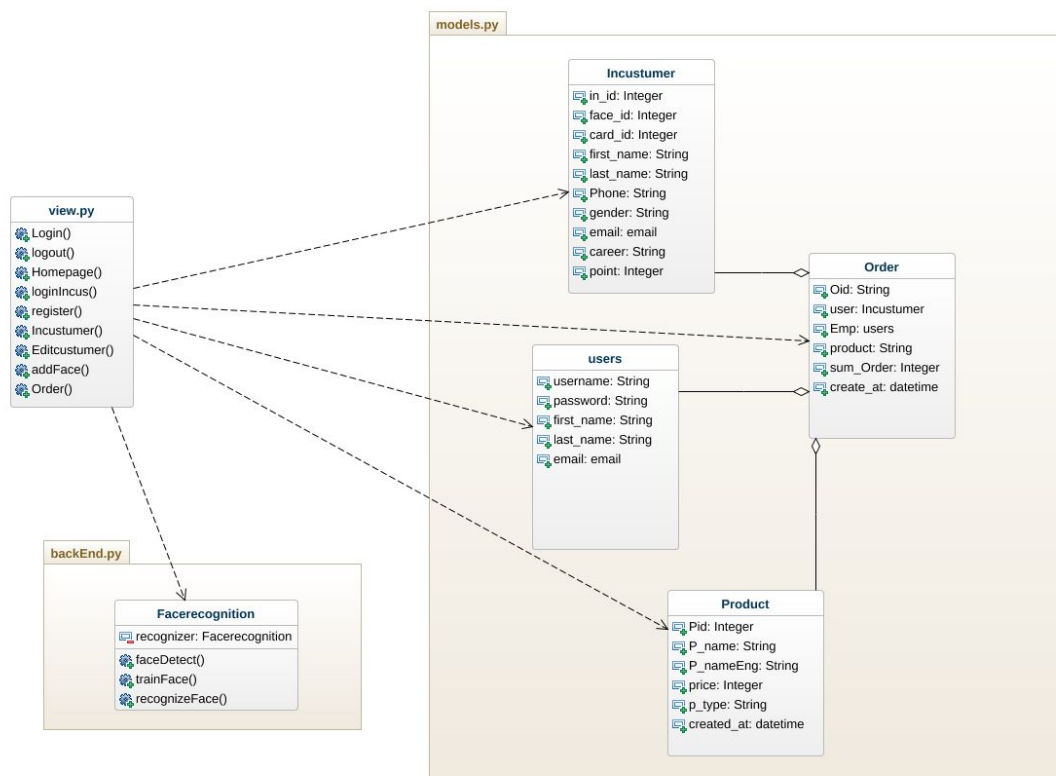 models.py
Incustumer
in_id: Integer
face_id: Integer
card_id: Integer
first_name: String
last_name: String
Phone: String
gender: String
email: email
career: String
point: Integer
view.py
Login()
logout()
Homepage()
loginIncus()
register()
Incustumer()
Editcustumer()
addFace()
Order()
Order
Oid: String
user: Incustumer
Emp: users
product: String
sum_Order: Integer
create_at: datetime
users
username: String
password: String
first_name: String
last_name: String
email: email
backEnd.py
Facerecognition
recognizer: Facerecognition
faceDetect()
trainFace()
recognizeFace()
Product
Pid: Integer
P_name: String
P_nameEng: String
price: Integer
p_type: String
created_at: datetime